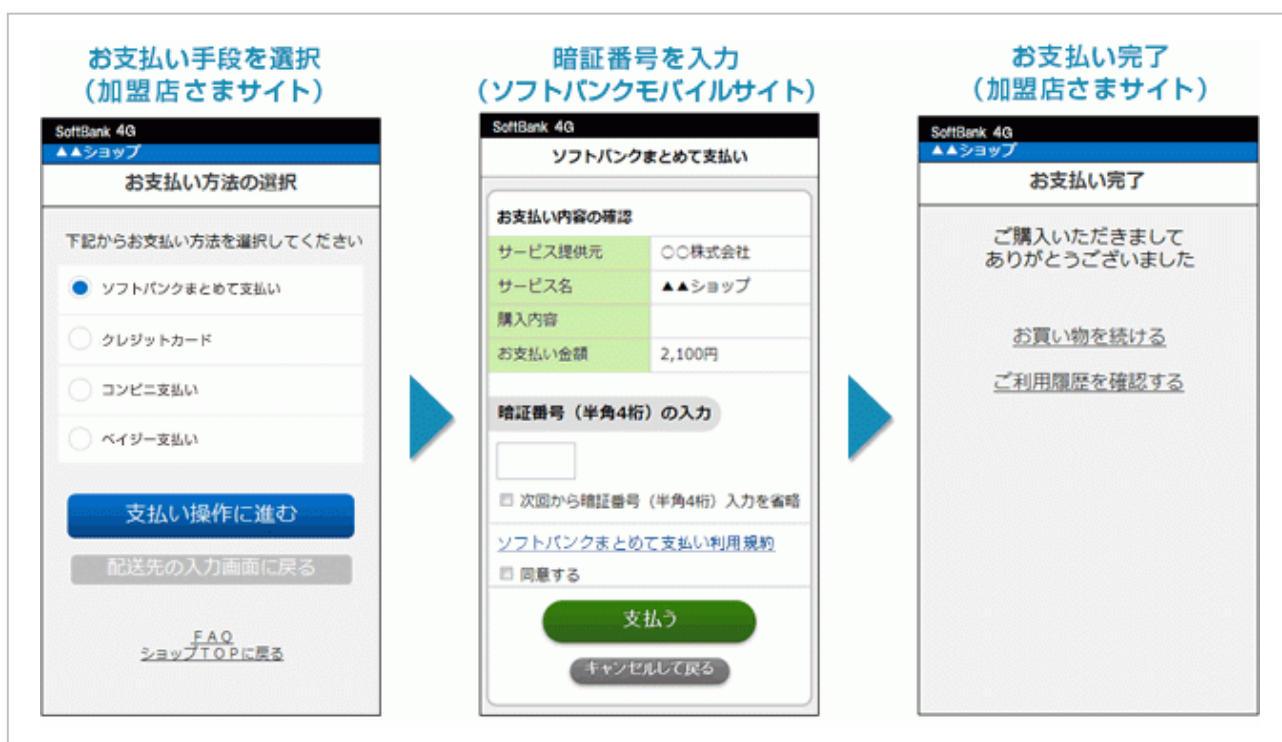 お支払い手段を選択
（加盟店さまサイト）
SoftBank 4G
▲▲ショップ
お支払い方法の選択
下記からお支払い方法を選択してください
ソフトバンクまとめて支払い
クレジットカード
コンビニ支払い
ペイジー支払い
支払い操作に進む
配送先の入力画面に戻る
FAQ
ショップTOPに戻る
暗証番号を入力
（ソフトバンクモバイルサイト）
SoftBank 4G
ソフトバンクまとめて支払い
お支払い内容の確認
サービス提供元 ○○株式会社
サービス名 ▲▲ショップ
購入内容
お支払い金額 2,100円
暗証番号（半角4桁）の入力
次回から暗証番号（半角4桁）入力を省略
ソフトバンクまとめて支払い利用規約
同意する
支払う
キャンセルして戻る
お支払い完了
（加盟店さまサイト）
SoftBank 4G
▲▲ショップ
お支払い完了
ご購入いただきまして
ありがとうございました
お買い物を続ける
ご利用履歴を確認する